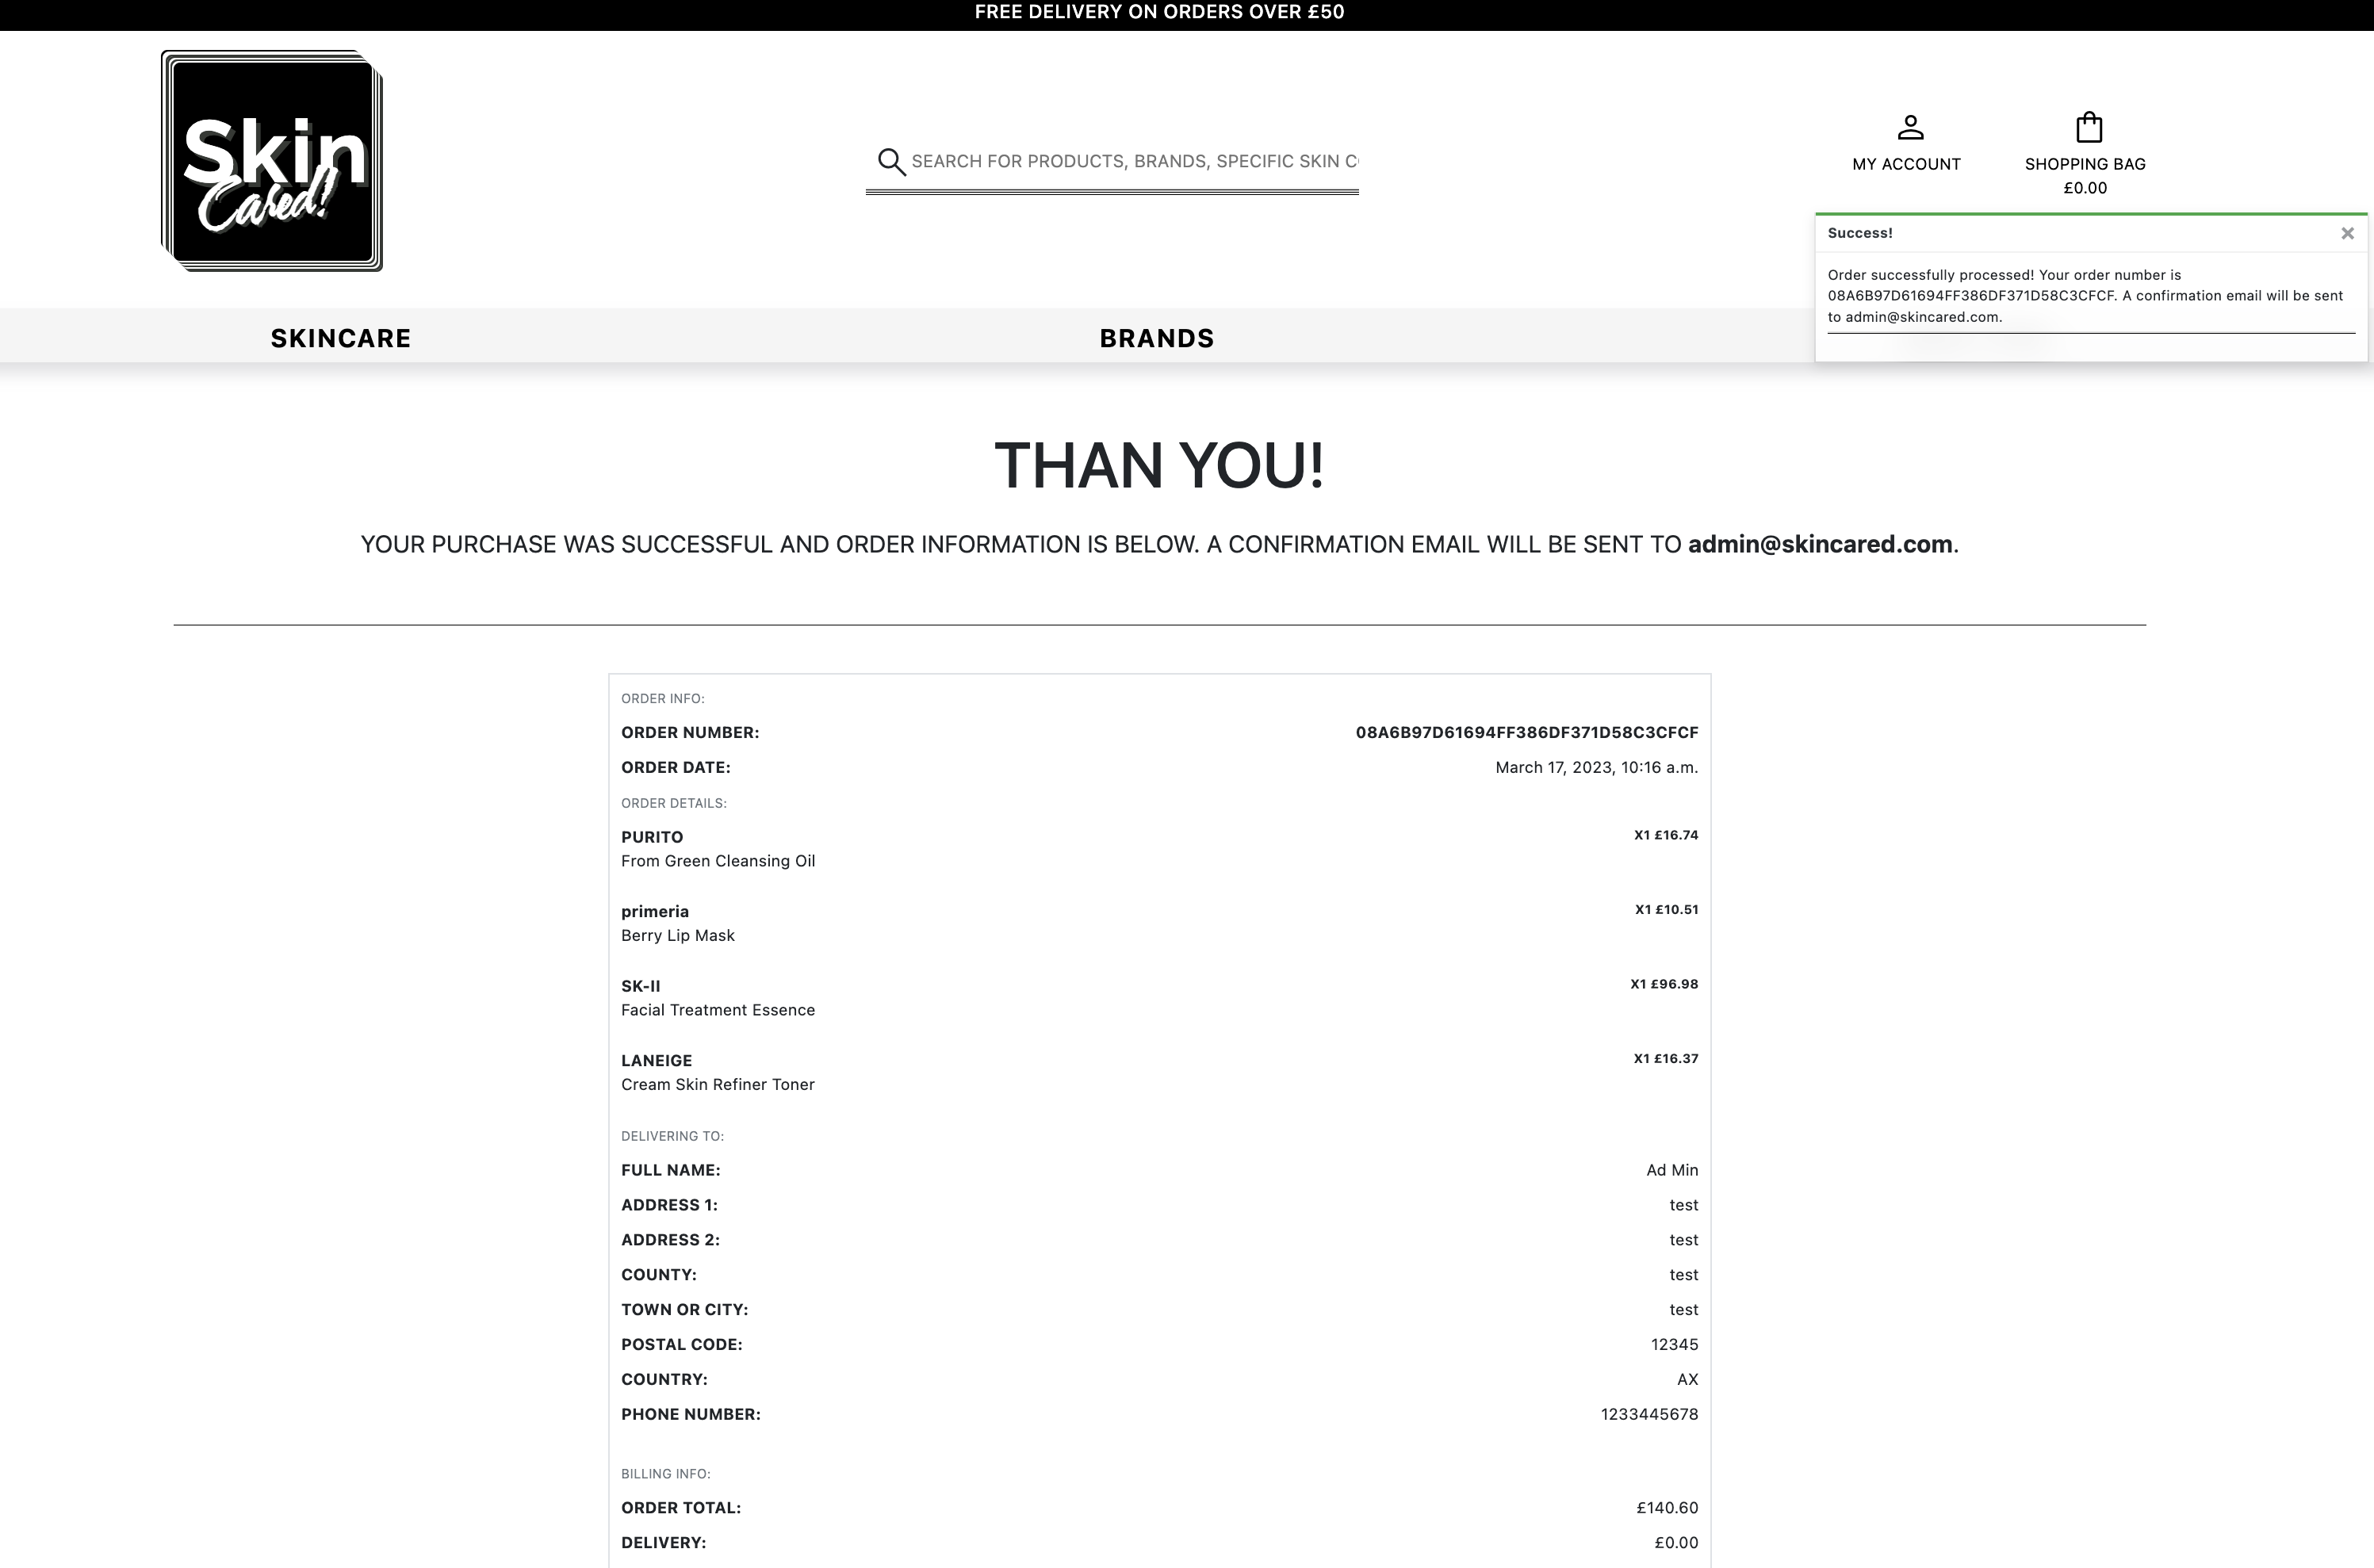 FREE DELIVERY ON ORDERS OVER £50
Skin
Cared!
SEARCH FOR PRODUCTS, BRANDS, SPECIFIC SKIN
MY ACCOUNT
SHOPPING BAG
£0.00
Success!
Order successfully processed! Your order number is
08A6B97D61694FF386DF371D58C3CFCF. A confirmation email will be sent
to admin@skincared.com.
SKINCARE
BRANDS
THAN YOU!
YOUR PURCHASE WAS SUCCESSFUL AND ORDER INFORMATION IS BELOW. A CONFIRMATION EMAIL WILL BE SENT TO admin@skincared.com.
ORDER INFO:
ORDER NUMBER: 08A6B97D61694FF386DF371D58C3CFCF
ORDER DATE: March 17, 2023, 10:16 a.m.
ORDER DETAILS:
PURITO X1 £16.74
From Green Cleansing Oil
primeria X1 £10.51
Berry Lip Mask
SK-II X1 £96.98
Facial Treatment Essence
LANEIGE X1 £16.37
Cream Skin Refiner Toner
DELIVERING TO:
FULL NAME: Ad Min
ADDRESS 1: test
ADDRESS 2: test
COUNTY: test
TOWN OR CITY: test
POSTAL CODE: 12345
COUNTRY: AX
PHONE NUMBER: 1233445678
BILLING INFO:
ORDER TOTAL: £140.60
DELIVERY: £0.00